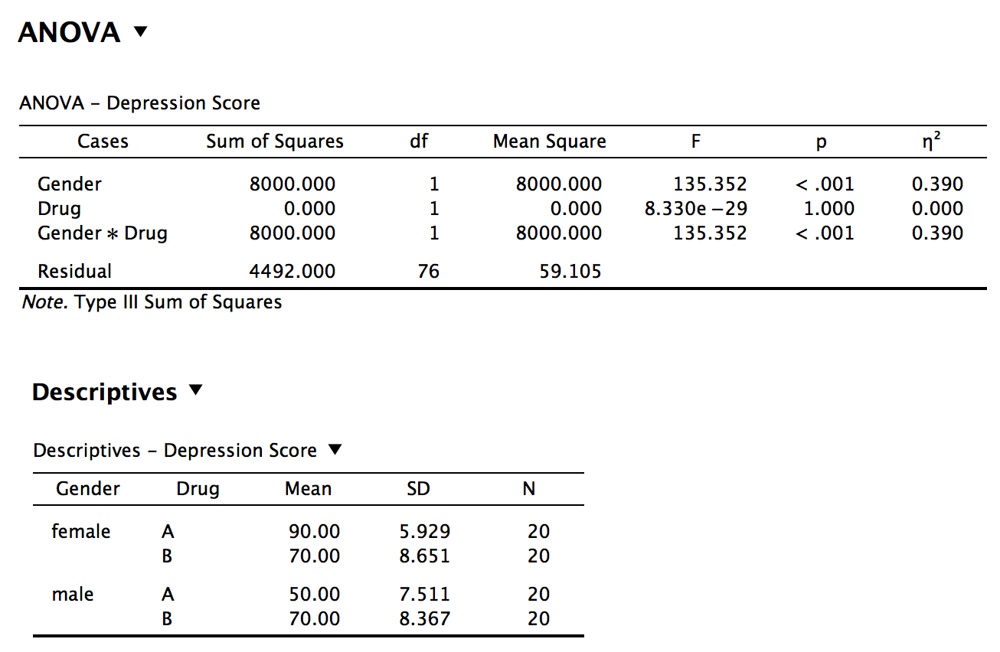 ANOVA ▼
ANOVA – Depression Score
Cases Sum of Squares df Mean Square F p η²
Gender 8000.000 1 8000.000 135.352 < .001 0.390
Drug 0.000 1 0.000 8.330e −29 1.000 0.000
Gender ∗ Drug 8000.000 1 8000.000 135.352 < .001 0.390
Residual 4492.000 76 59.105
Note. Type III Sum of Squares
Descriptives ▼
Descriptives – Depression Score ▼
Gender Drug Mean SD N
female A 90.00 5.929 20
B 70.00 8.651 20
male A 50.00 7.511 20
B 70.00 8.367 20